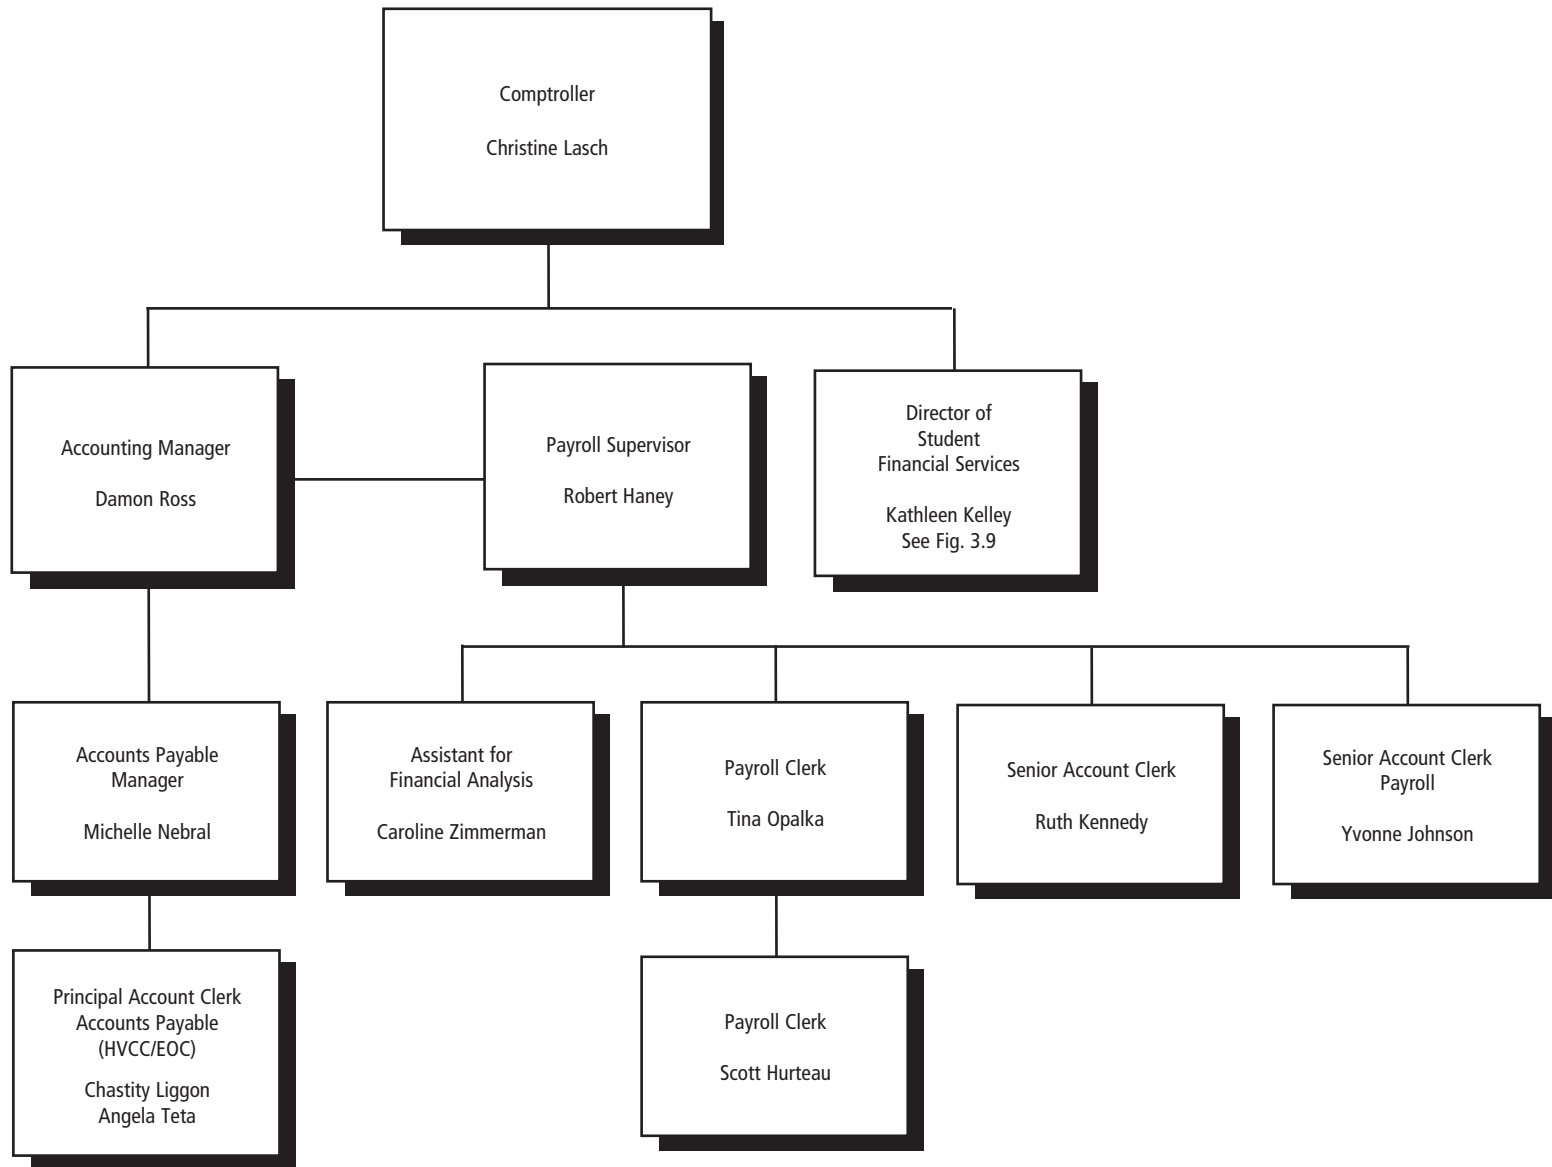 Comptroller
Christine Lasch
Accounting Manager
Damon Ross
Payroll Supervisor
Robert Haney
Director of
Student
Financial Services
Kathleen Kelley
See Fig. 3.9
Accounts Payable
Manager
Michelle Nebral
Assistant for
Financial Analysis
Caroline Zimmerman
Payroll Clerk
Tina Opalka
Senior Account Clerk
Ruth Kennedy
Senior Account Clerk
Payroll
Yvonne Johnson
Principal Account Clerk
Accounts Payable
(HVCC/EOC)
Chastity Liggon
Angela Teta
Payroll Clerk
Scott Hurteau